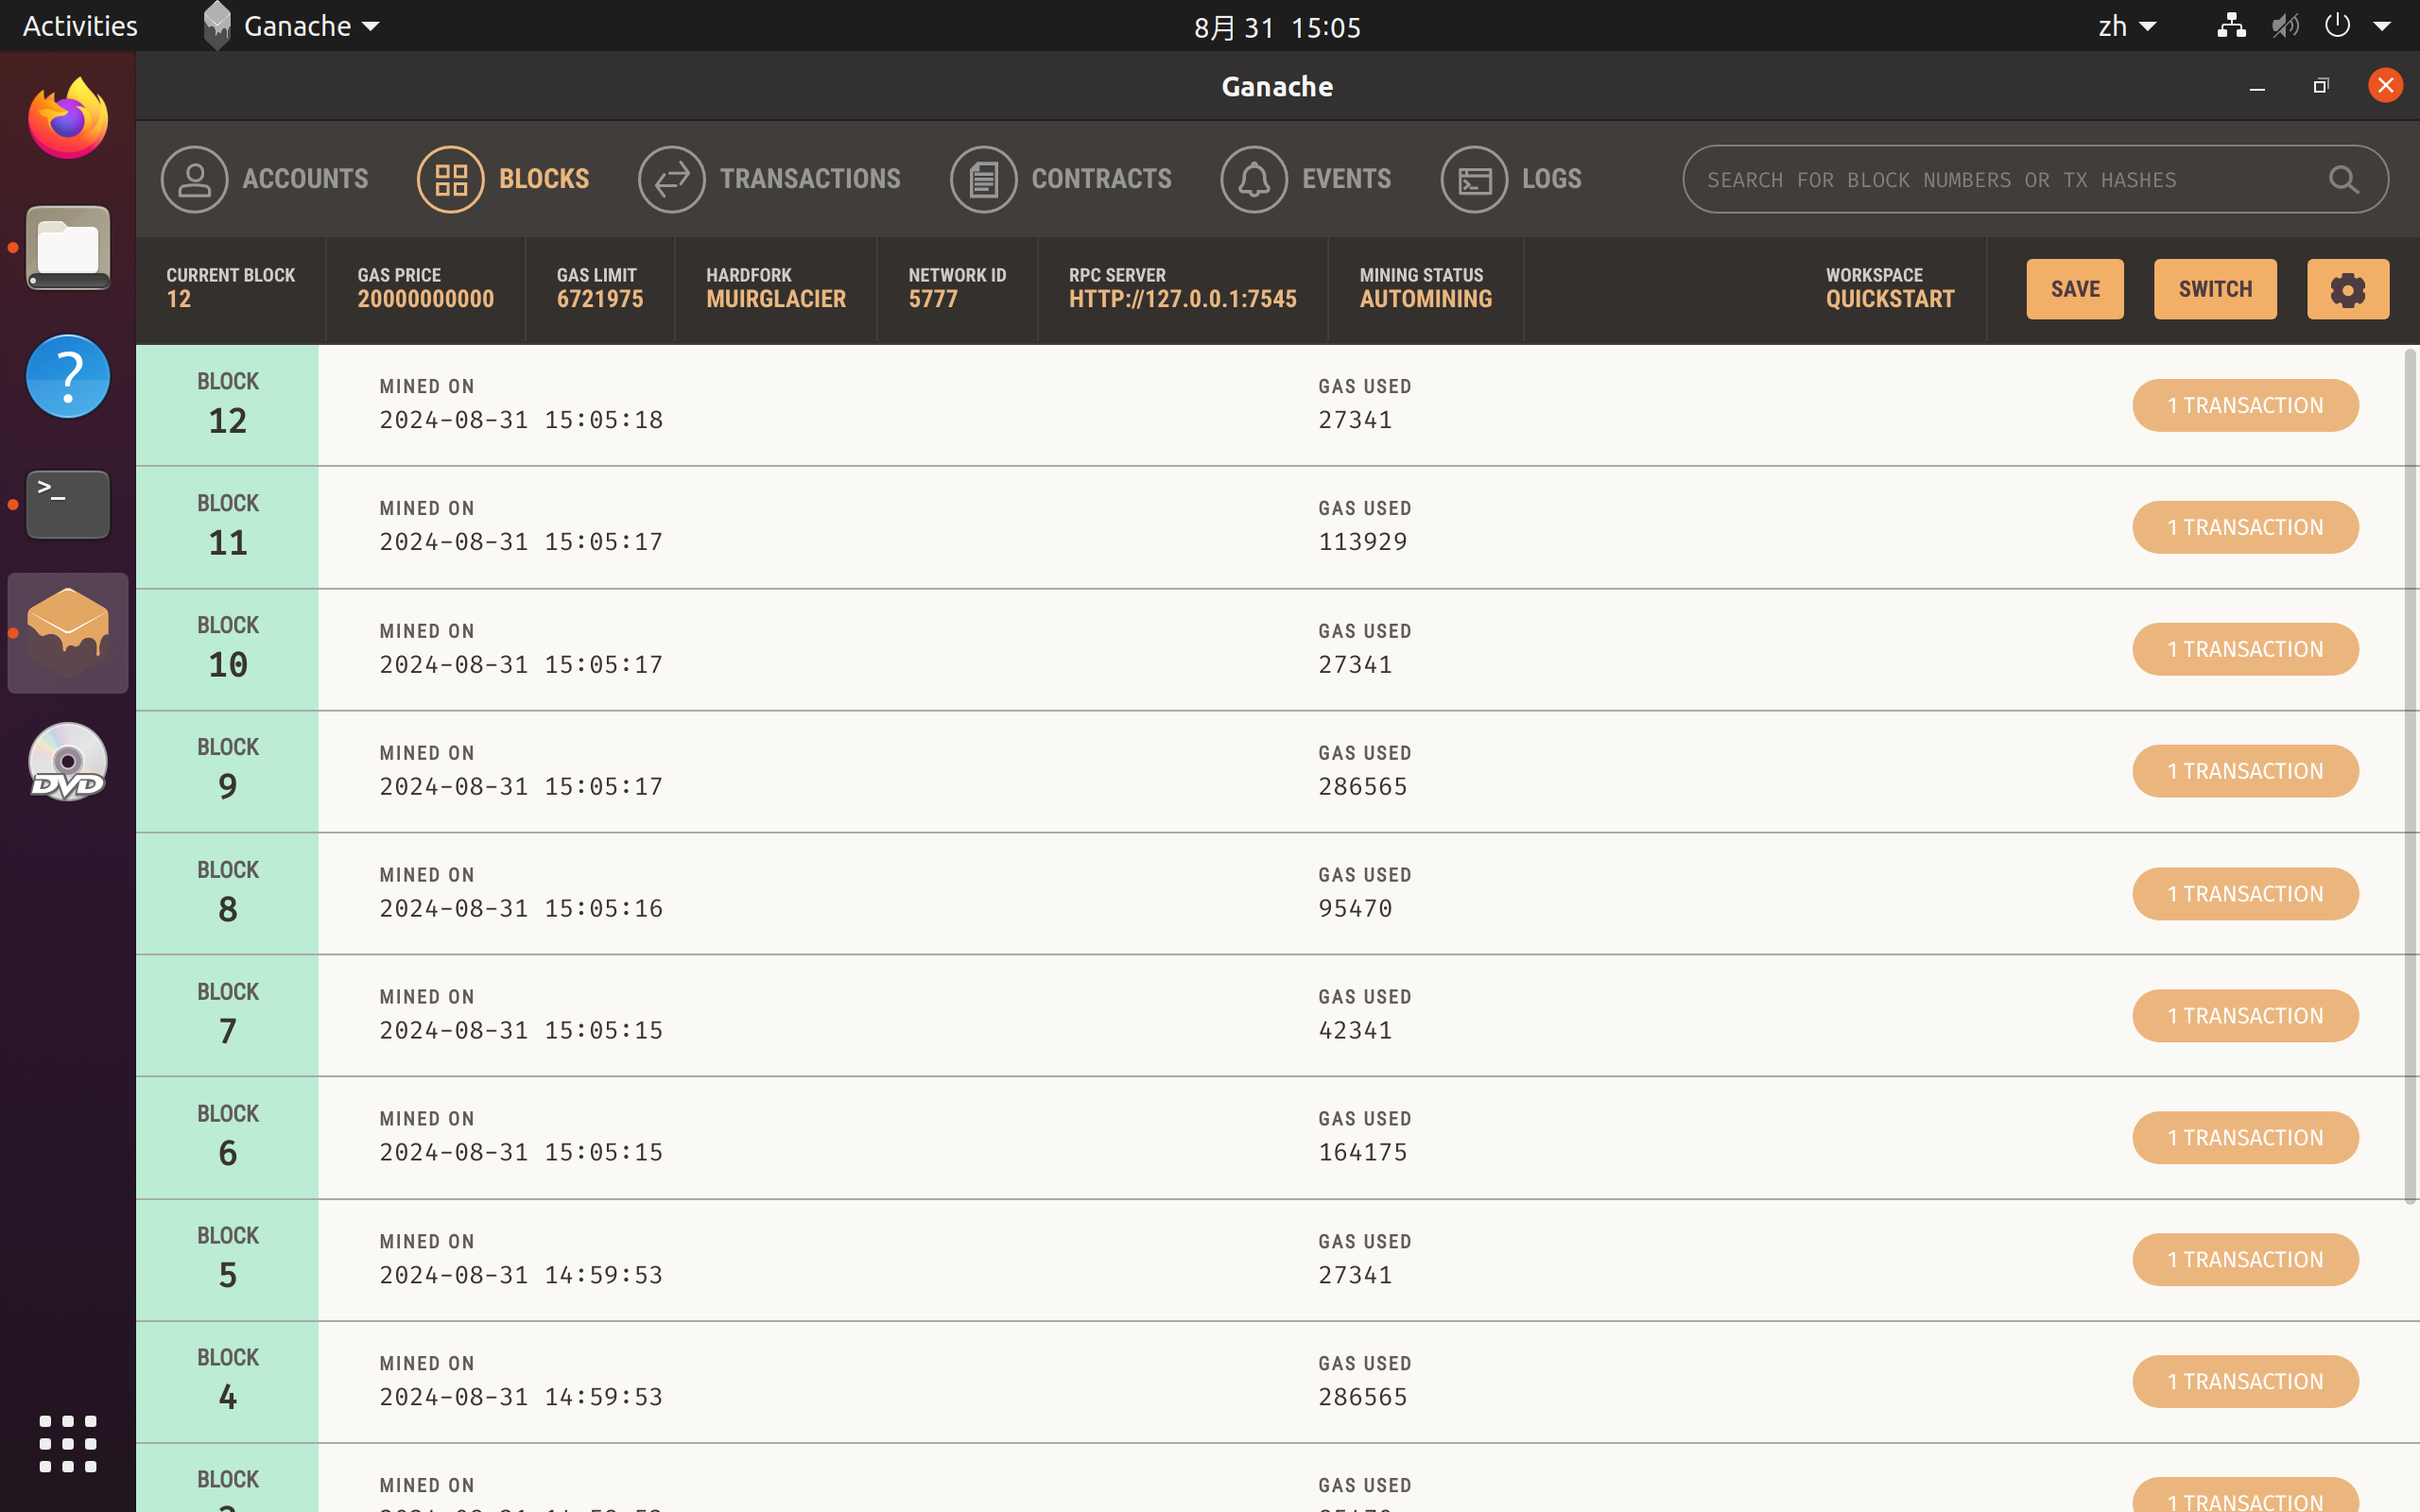 Activities
Ganache
8月 31 15:05
zh
Ganache
ACCOUNTS
BLOCKS
TRANSACTIONS
CONTRACTS
EVENTS
LOGS
SEARCH FOR BLOCK NUMBERS OR TX HASHES
CURRENT BLOCK
12
GAS PRICE
20000000000
GAS LIMIT
6721975
HARDFORK
MUIRGLACIER
NETWORK ID
5777
RPC SERVER
HTTP://127.0.0.1:7545
MINING STATUS
AUTOMINING
WORKSPACE
QUICKSTART
SAVE
SWITCH
BLOCK
12
MINED ON
2024-08-31 15:05:18
GAS USED
27341
1 TRANSACTION
BLOCK
11
MINED ON
2024-08-31 15:05:17
GAS USED
113929
1 TRANSACTION
BLOCK
10
MINED ON
2024-08-31 15:05:17
GAS USED
27341
1 TRANSACTION
BLOCK
9
MINED ON
2024-08-31 15:05:17
GAS USED
286565
1 TRANSACTION
BLOCK
8
MINED ON
2024-08-31 15:05:16
GAS USED
95470
1 TRANSACTION
BLOCK
7
MINED ON
2024-08-31 15:05:15
GAS USED
42341
1 TRANSACTION
BLOCK
6
MINED ON
2024-08-31 15:05:15
GAS USED
164175
1 TRANSACTION
BLOCK
5
MINED ON
2024-08-31 14:59:53
GAS USED
27341
1 TRANSACTION
BLOCK
4
MINED ON
2024-08-31 14:59:53
GAS USED
286565
1 TRANSACTION
BLOCK
MINED ON
GAS USED
1 TRANSACTION
>_
?
DVD